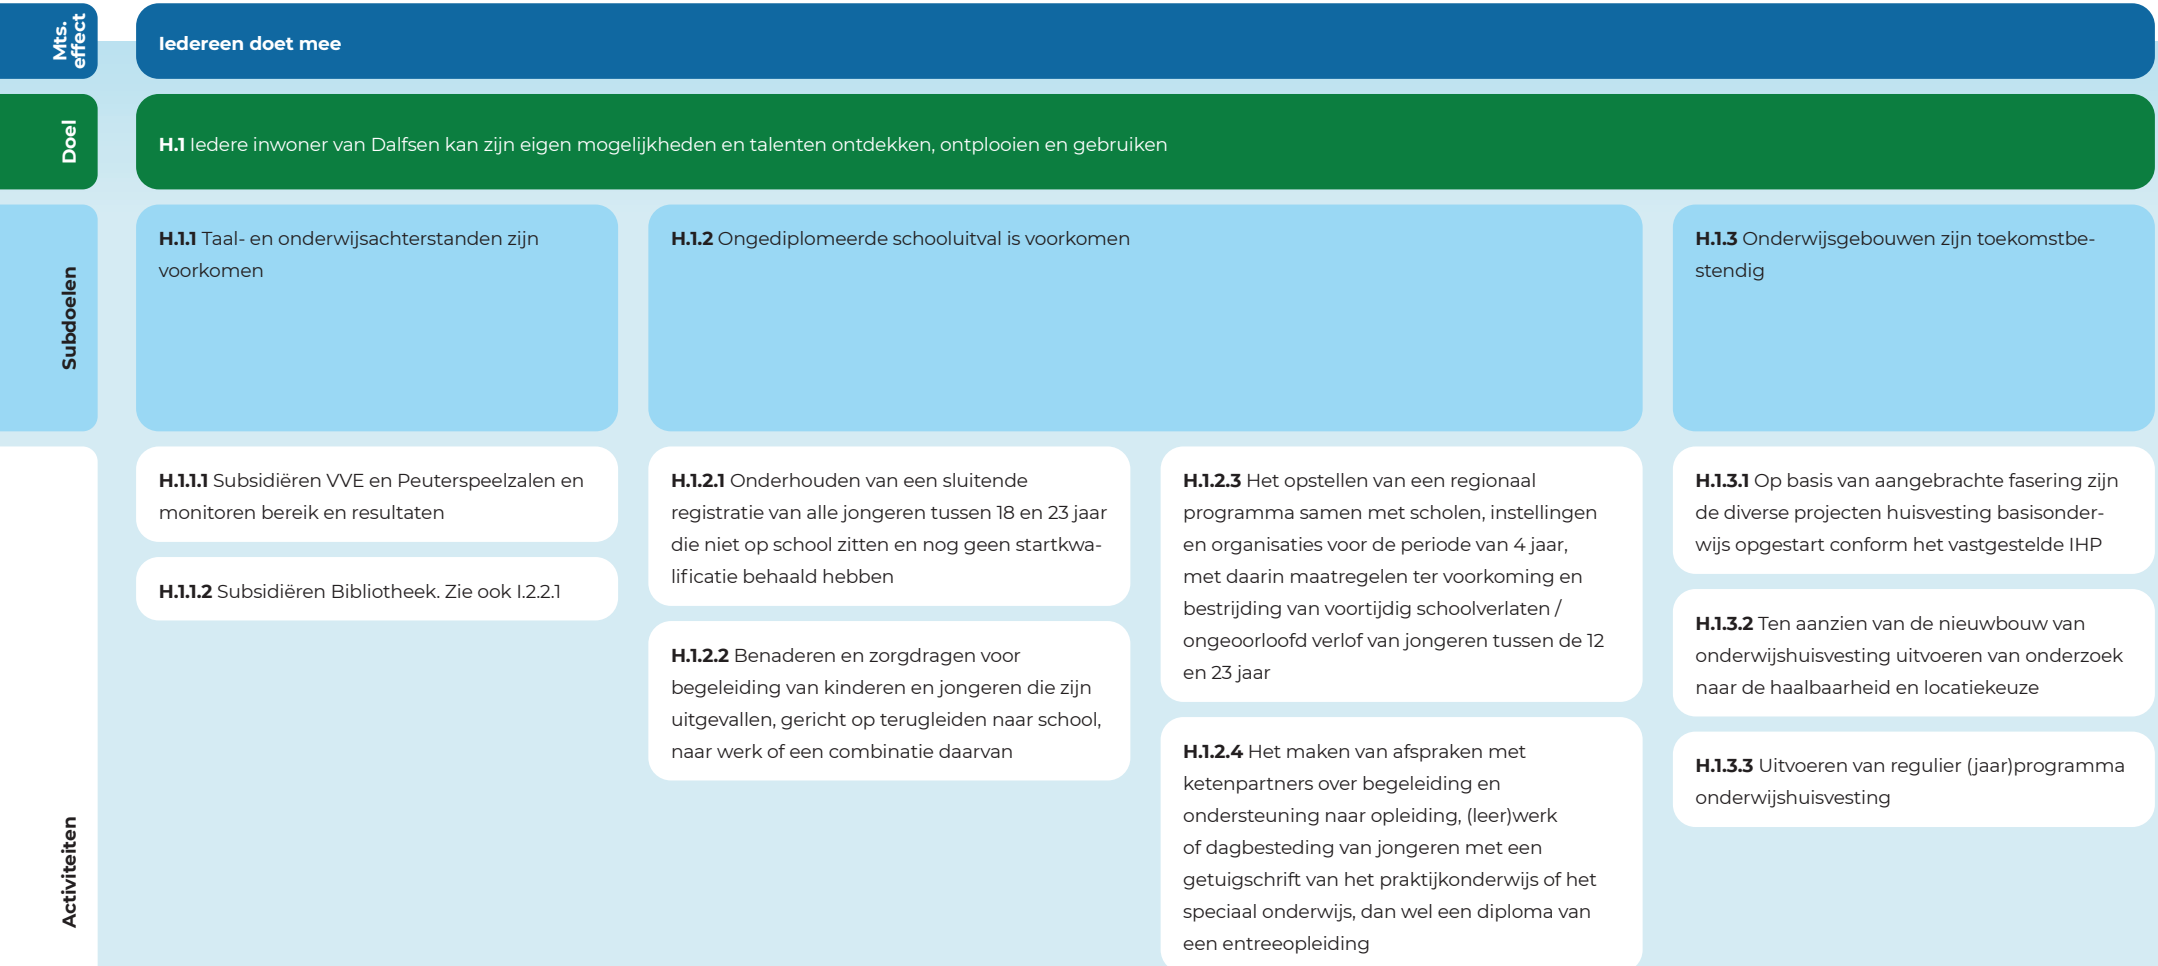 Mts.
effect
Iedereen doet mee
Doel
H.1 Iedere inwoner van Dalfsen kan zijn eigen mogelijkheden en talenten ontdekken, ontplooien en gebruiken
Subdoelen
H.1.1 Taal- en onderwijsachterstanden zijn
voorkomen
H.1.2 Ongediplomeerde schooluitval is voorkomen
H.1.3 Onderwijsgebouwen zijn toekomstbe-
stendig
Activiteiten
H.1.1.1 Subsidiëren VVE en Peuterspeelzalen en
monitoren bereik en resultaten
H.1.1.2 Subsidiëren Bibliotheek. Zie ook I.2.2.1
H.1.2.1 Onderhouden van een sluitende
registratie van alle jongeren tussen 18 en 23 jaar
die niet op school zitten en nog geen startkwa-
lificatie behaald hebben
H.1.2.2 Benaderen en zorgdragen voor
begeleiding van kinderen en jongeren die zijn
uitgevallen, gericht op terugleiden naar school,
naar werk of een combinatie daarvan
H.1.2.3 Het opstellen van een regionaal
programma samen met scholen, instellingen
en organisaties voor de periode van 4 jaar,
met daarin maatregelen ter voorkoming en
bestrijding van voortijdig schoolverlaten /
ongeoorloofd verlof van jongeren tussen de 12
en 23 jaar
H.1.2.4 Het maken van afspraken met
ketenpartners over begeleiding en
ondersteuning naar opleiding, (leer)werk
of dagbesteding van jongeren met een
getuigschrift van het praktijkonderwijs of het
speciaal onderwijs, dan wel een diploma van
een entreeopleiding
H.1.3.1 Op basis van aangebrachte fasering zijn
de diverse projecten huisvesting basisonder-
wijs opgestart conform het vastgestelde IHP
H.1.3.2 Ten aanzien van de nieuwbouw van
onderwijshuisvesting uitvoeren van onderzoek
naar de haalbaarheid en locatiekeuze
H.1.3.3 Uitvoeren van regulier (jaar)programma
onderwijshuisvesting